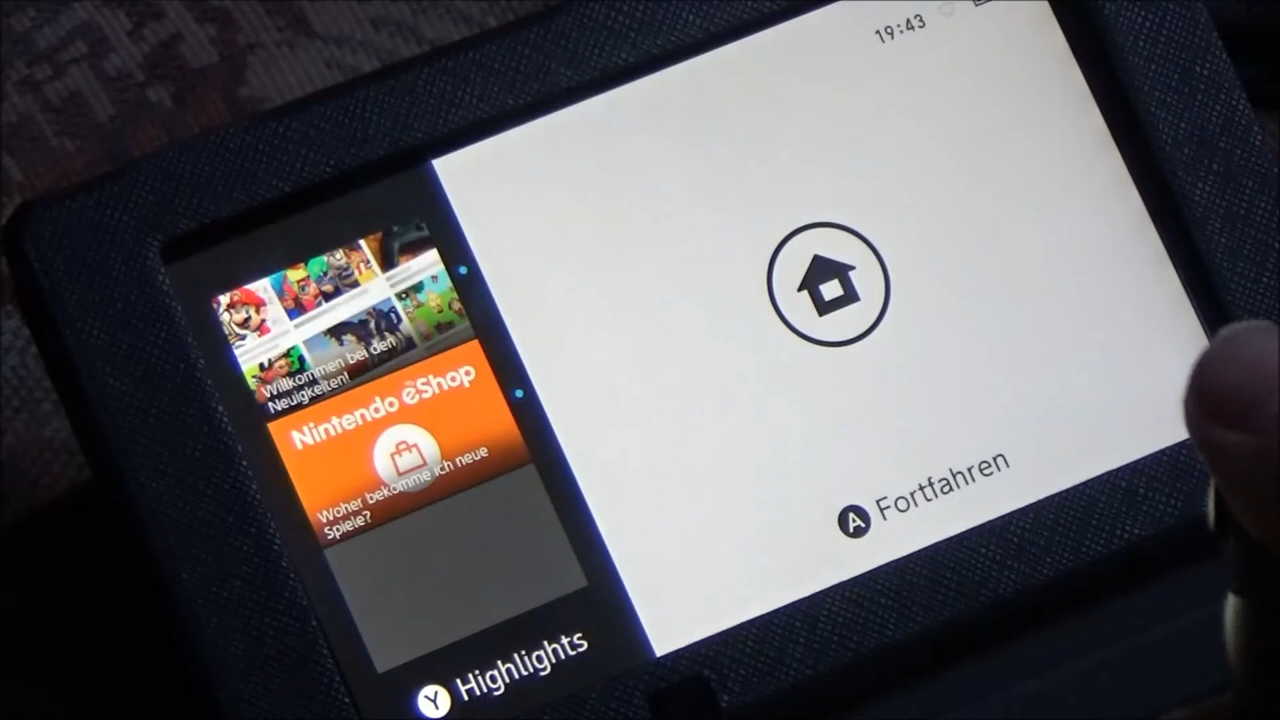 19:43
Willkommen bei den
Neuigkeiten!
Nintendo eShop
Woher bekomme ich neue
Spiele?
A Fortfahren
Y Highlights